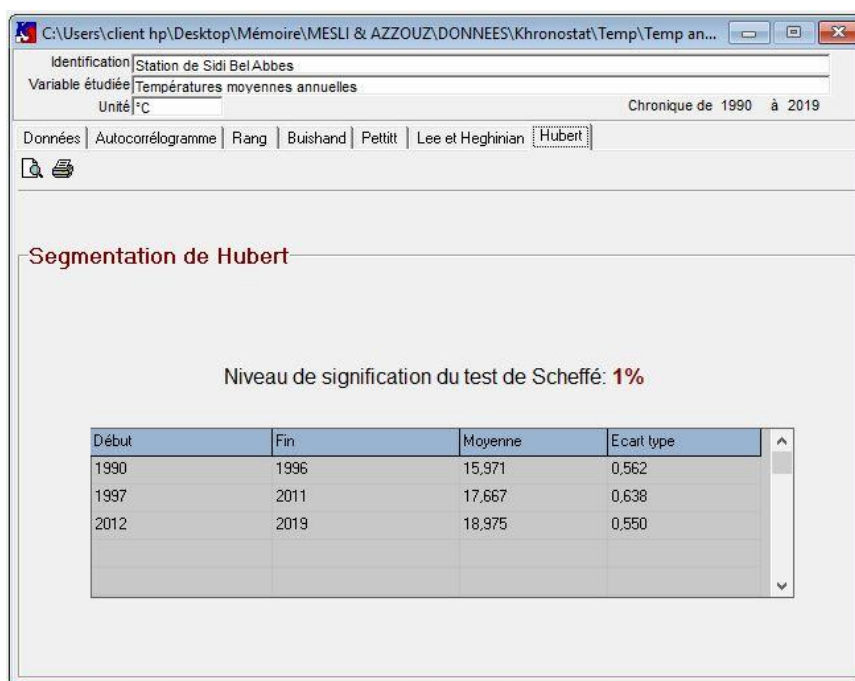 C:\Users\client hp\Desktop\Mémoire\MESLI & AZZOUZ\DONNEES\Khronostat\Temp\Temp an...
Identification Station de Sidi Bel Abbes
Variable étudiée Températures moyennes annuelles
Unité °C Chronique de 1990 à 2019
Données Autocorrélogramme Rang Buishand Pettitt Lee et Heghinian Hubert
Segmentation de Hubert
Niveau de signification du test de Scheffé: 1%
Début Fin Moyenne Ecart type
1990 1996 15,971 0,562
1997 2011 17,667 0,638
2012 2019 18,975 0,550